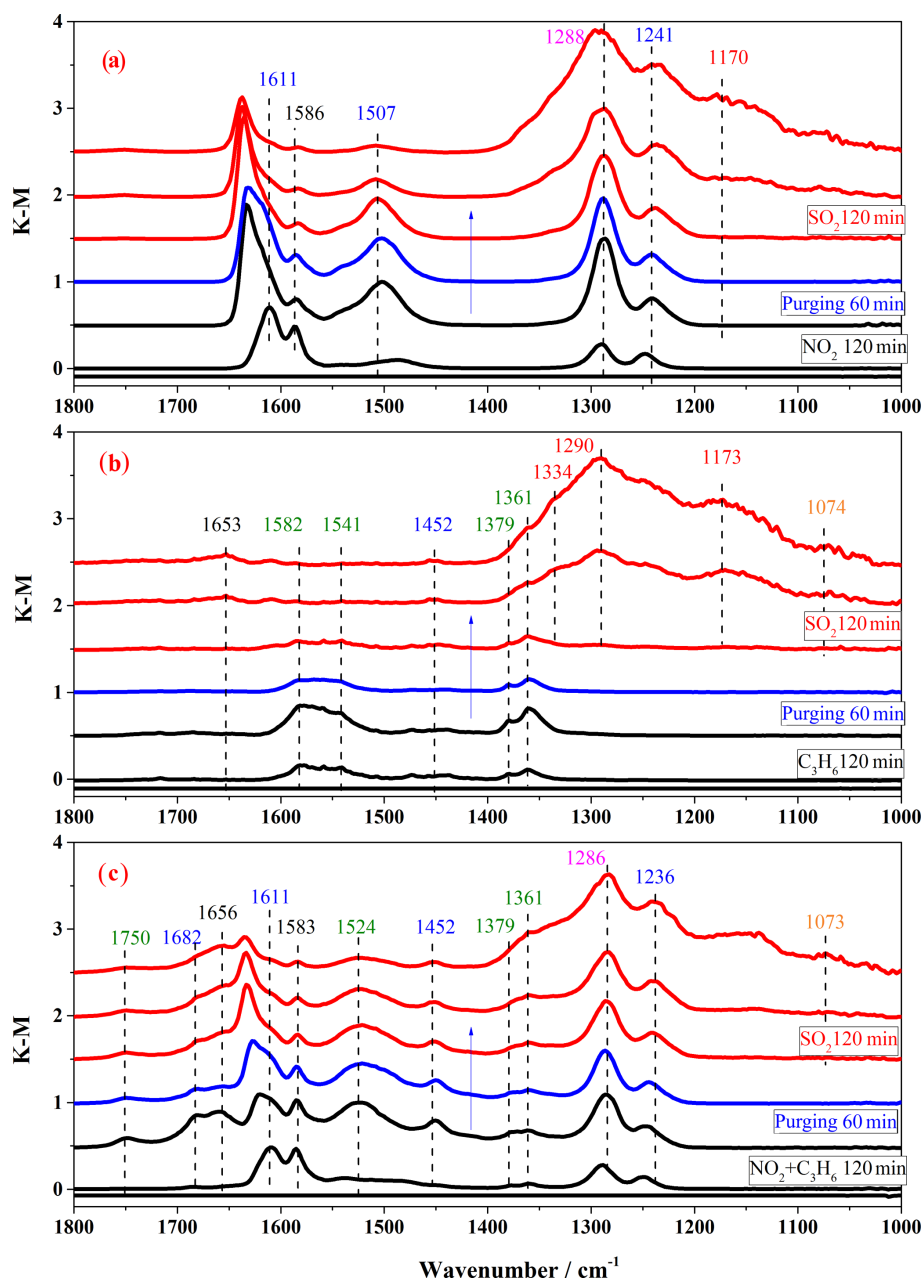 (a)
1611
1586
1507
1288
1241
1170
4
3
2
1
0
K-M
SO₂ 120 min
Purging 60 min
NO₂ 120 min
1800 1700 1600 1500 1400 1300 1200 1100 1000
(b)
1653
1582
1541
1452
1379
1361
1334
1290
1173
1074
4
3
2
1
0
K-M
SO₂ 120 min
Purging 60 min
C₃H₆ 120 min
1800 1700 1600 1500 1400 1300 1200 1100 1000
(c)
1750
1682
1656
1611
1583
1524
1452
1379
1361
1286
1236
1073
4
3
2
1
0
K-M
SO₂ 120 min
Purging 60 min
NO₂+C₃H₆ 120 min
1800 1700 1600 1500 1400 1300 1200 1100 1000
Wavenumber / cm⁻¹